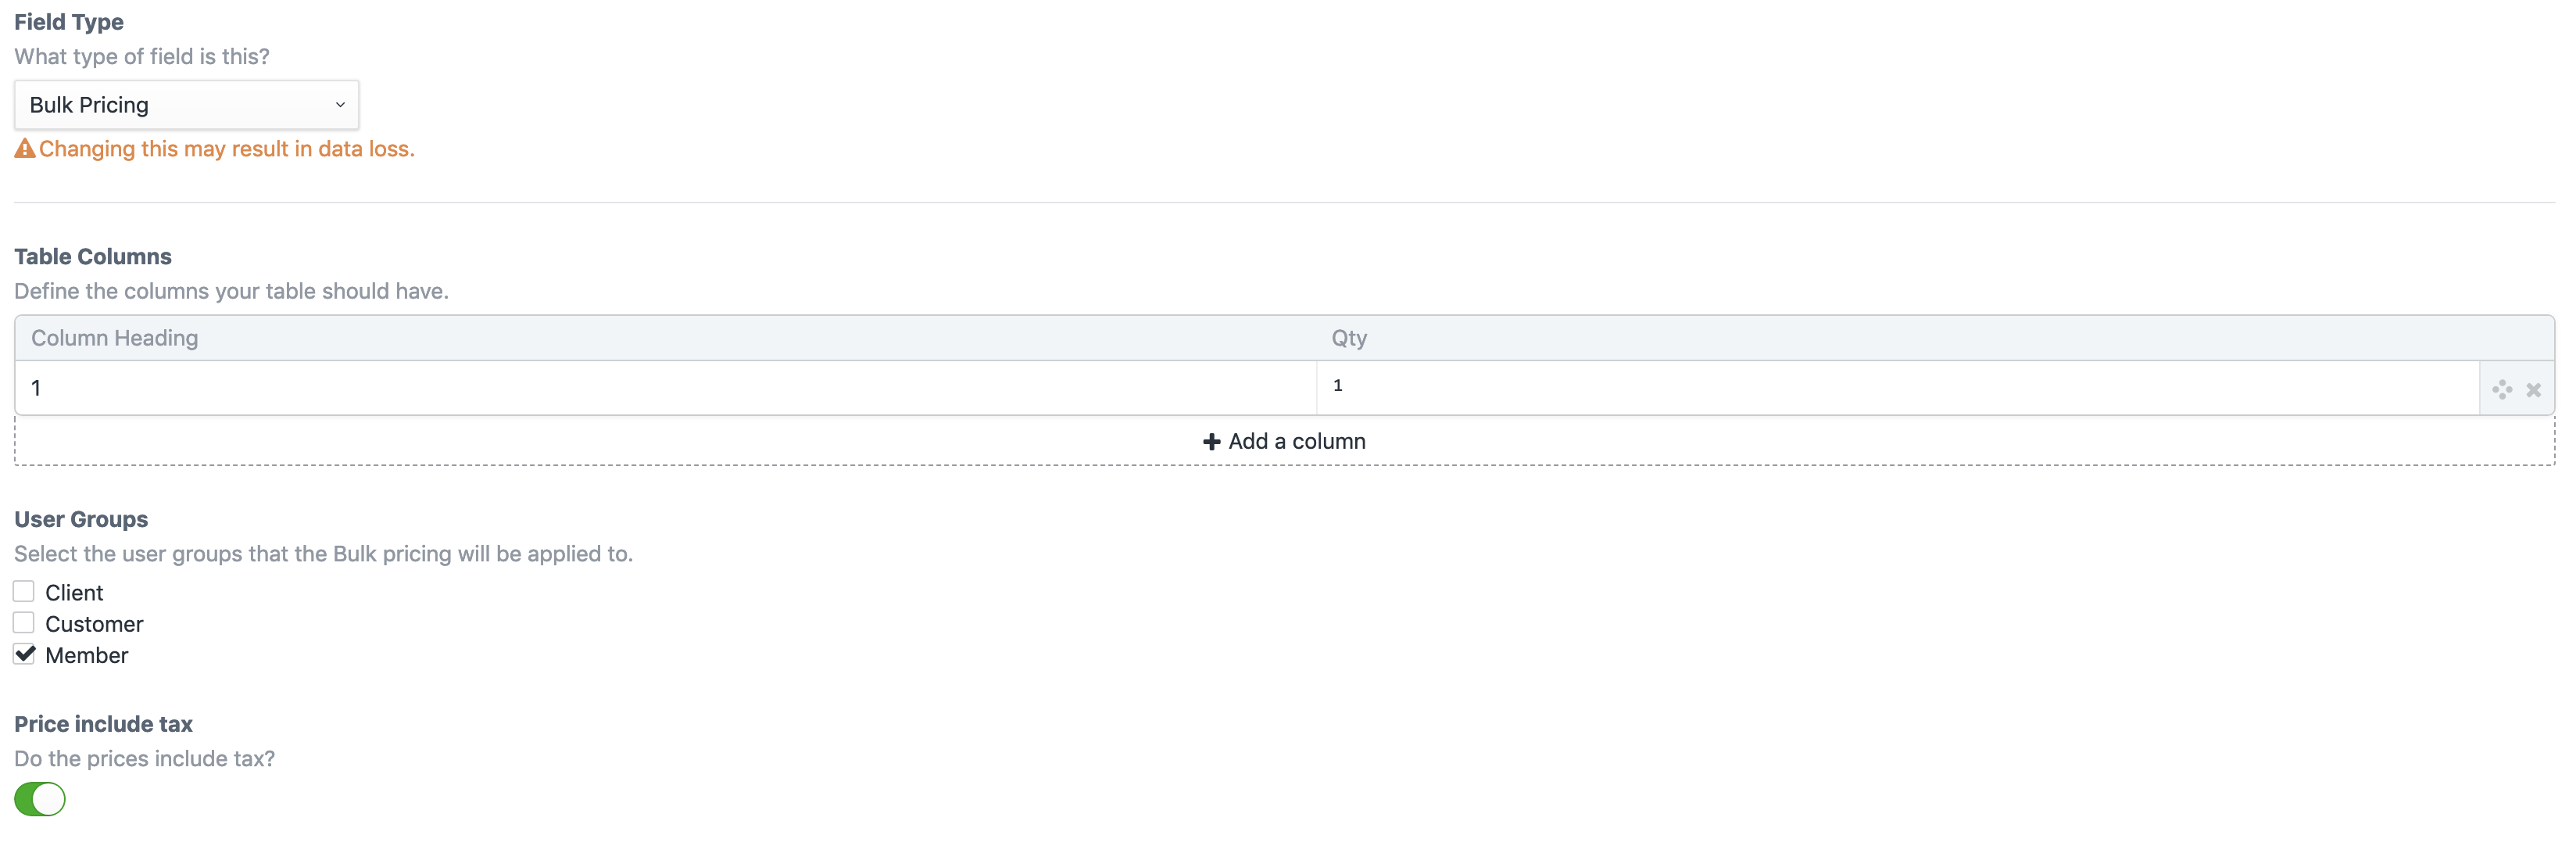 Field Type
What type of field is this?
Bulk Pricing
Changing this may result in data loss.
Table Columns
Define the columns your table should have.
Column Heading Qty
1 1
Add a column
User Groups
Select the user groups that the Bulk pricing will be applied to.
Client
Customer
Member
Price include tax
Do the prices include tax?